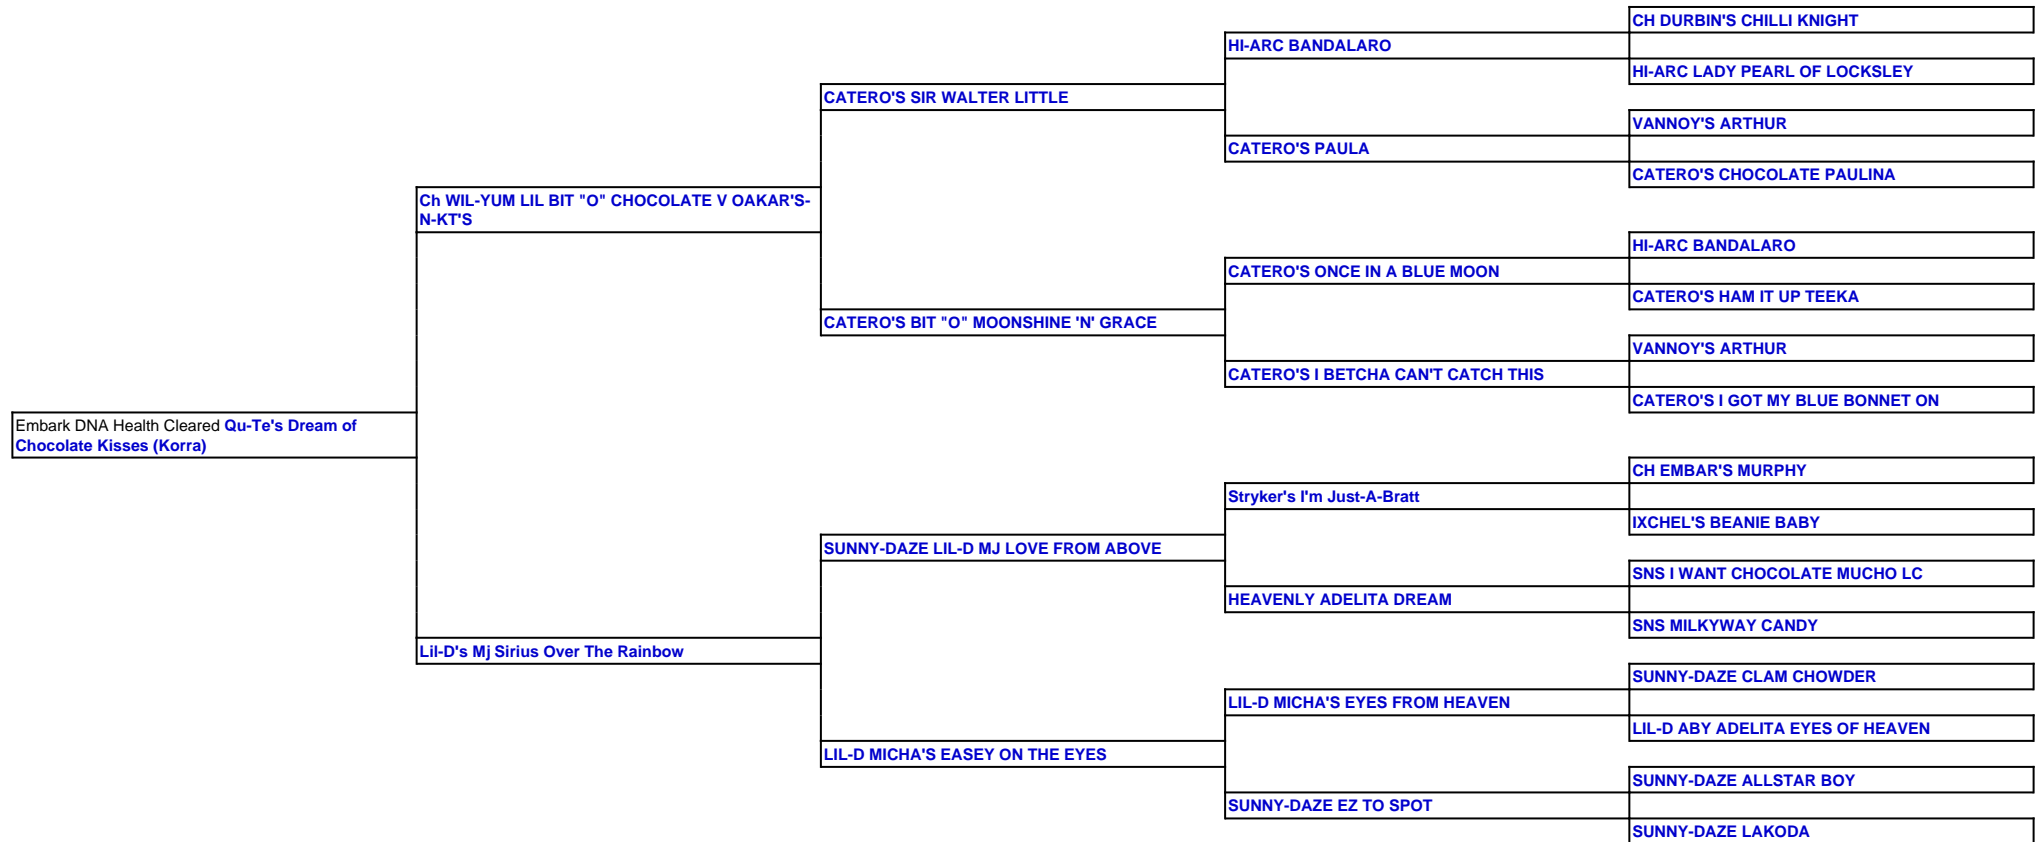 CH DURBIN'S CHILLI KNIGHT
HI-ARC BANDALARO
HI-ARC LADY PEARL OF LOCKSLEY
CATERO'S SIR WALTER LITTLE
VANNOY'S ARTHUR
CATERO'S PAULA
CATERO'S CHOCOLATE PAULINA
Ch WIL-YUM LIL BIT "O" CHOCOLATE V OAKAR'S-
N-KT'S
HI-ARC BANDALARO
CATERO'S ONCE IN A BLUE MOON
CATERO'S HAM IT UP TEEKA
CATERO'S BIT "O" MOONSHINE 'N' GRACE
VANNOY'S ARTHUR
CATERO'S I BETCHA CAN'T CATCH THIS
CATERO'S I GOT MY BLUE BONNET ON
Embark DNA Health Cleared Qu-Te's Dream of
Chocolate Kisses (Korra)
CH EMBAR'S MURPHY
Stryker's I'm Just-A-Bratt
IXCHEL'S BEANIE BABY
SUNNY-DAZE LIL-D MJ LOVE FROM ABOVE
SNS I WANT CHOCOLATE MUCHO LC
HEAVENLY ADELITA DREAM
SNS MILKYWAY CANDY
Lil-D's Mj Sirius Over The Rainbow
SUNNY-DAZE CLAM CHOWDER
LIL-D MICHA'S EYES FROM HEAVEN
LIL-D ABY ADELITA EYES OF HEAVEN
LIL-D MICHA'S EASEY ON THE EYES
SUNNY-DAZE ALLSTAR BOY
SUNNY-DAZE EZ TO SPOT
SUNNY-DAZE LAKODA